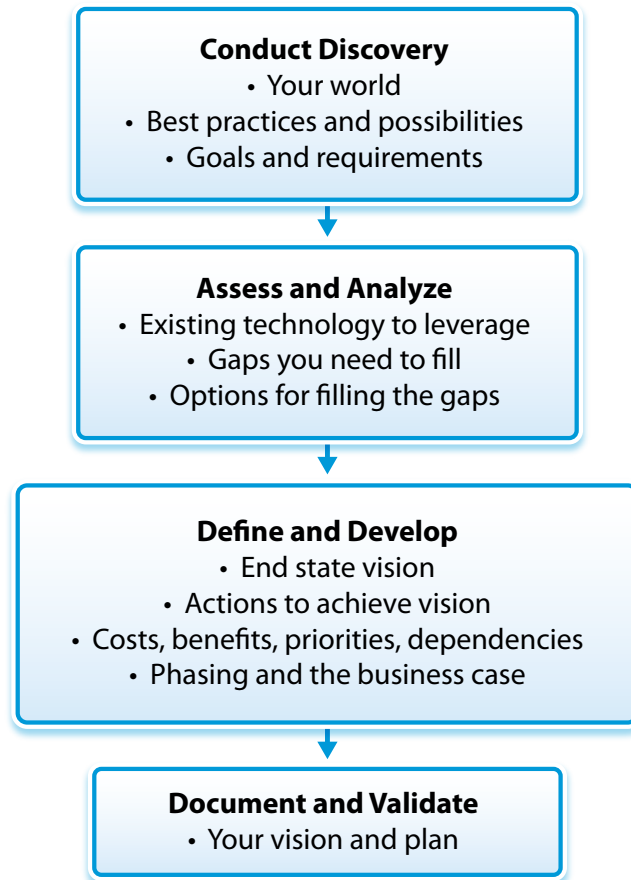 Conduct Discovery
• Your world
• Best practices and possibilities
• Goals and requirements
Assess and Analyze
• Existing technology to leverage
• Gaps you need to fill
• Options for filling the gaps
Define and Develop
• End state vision
• Actions to achieve vision
• Costs, benefits, priorities, dependencies
• Phasing and the business case
Document and Validate
• Your vision and plan